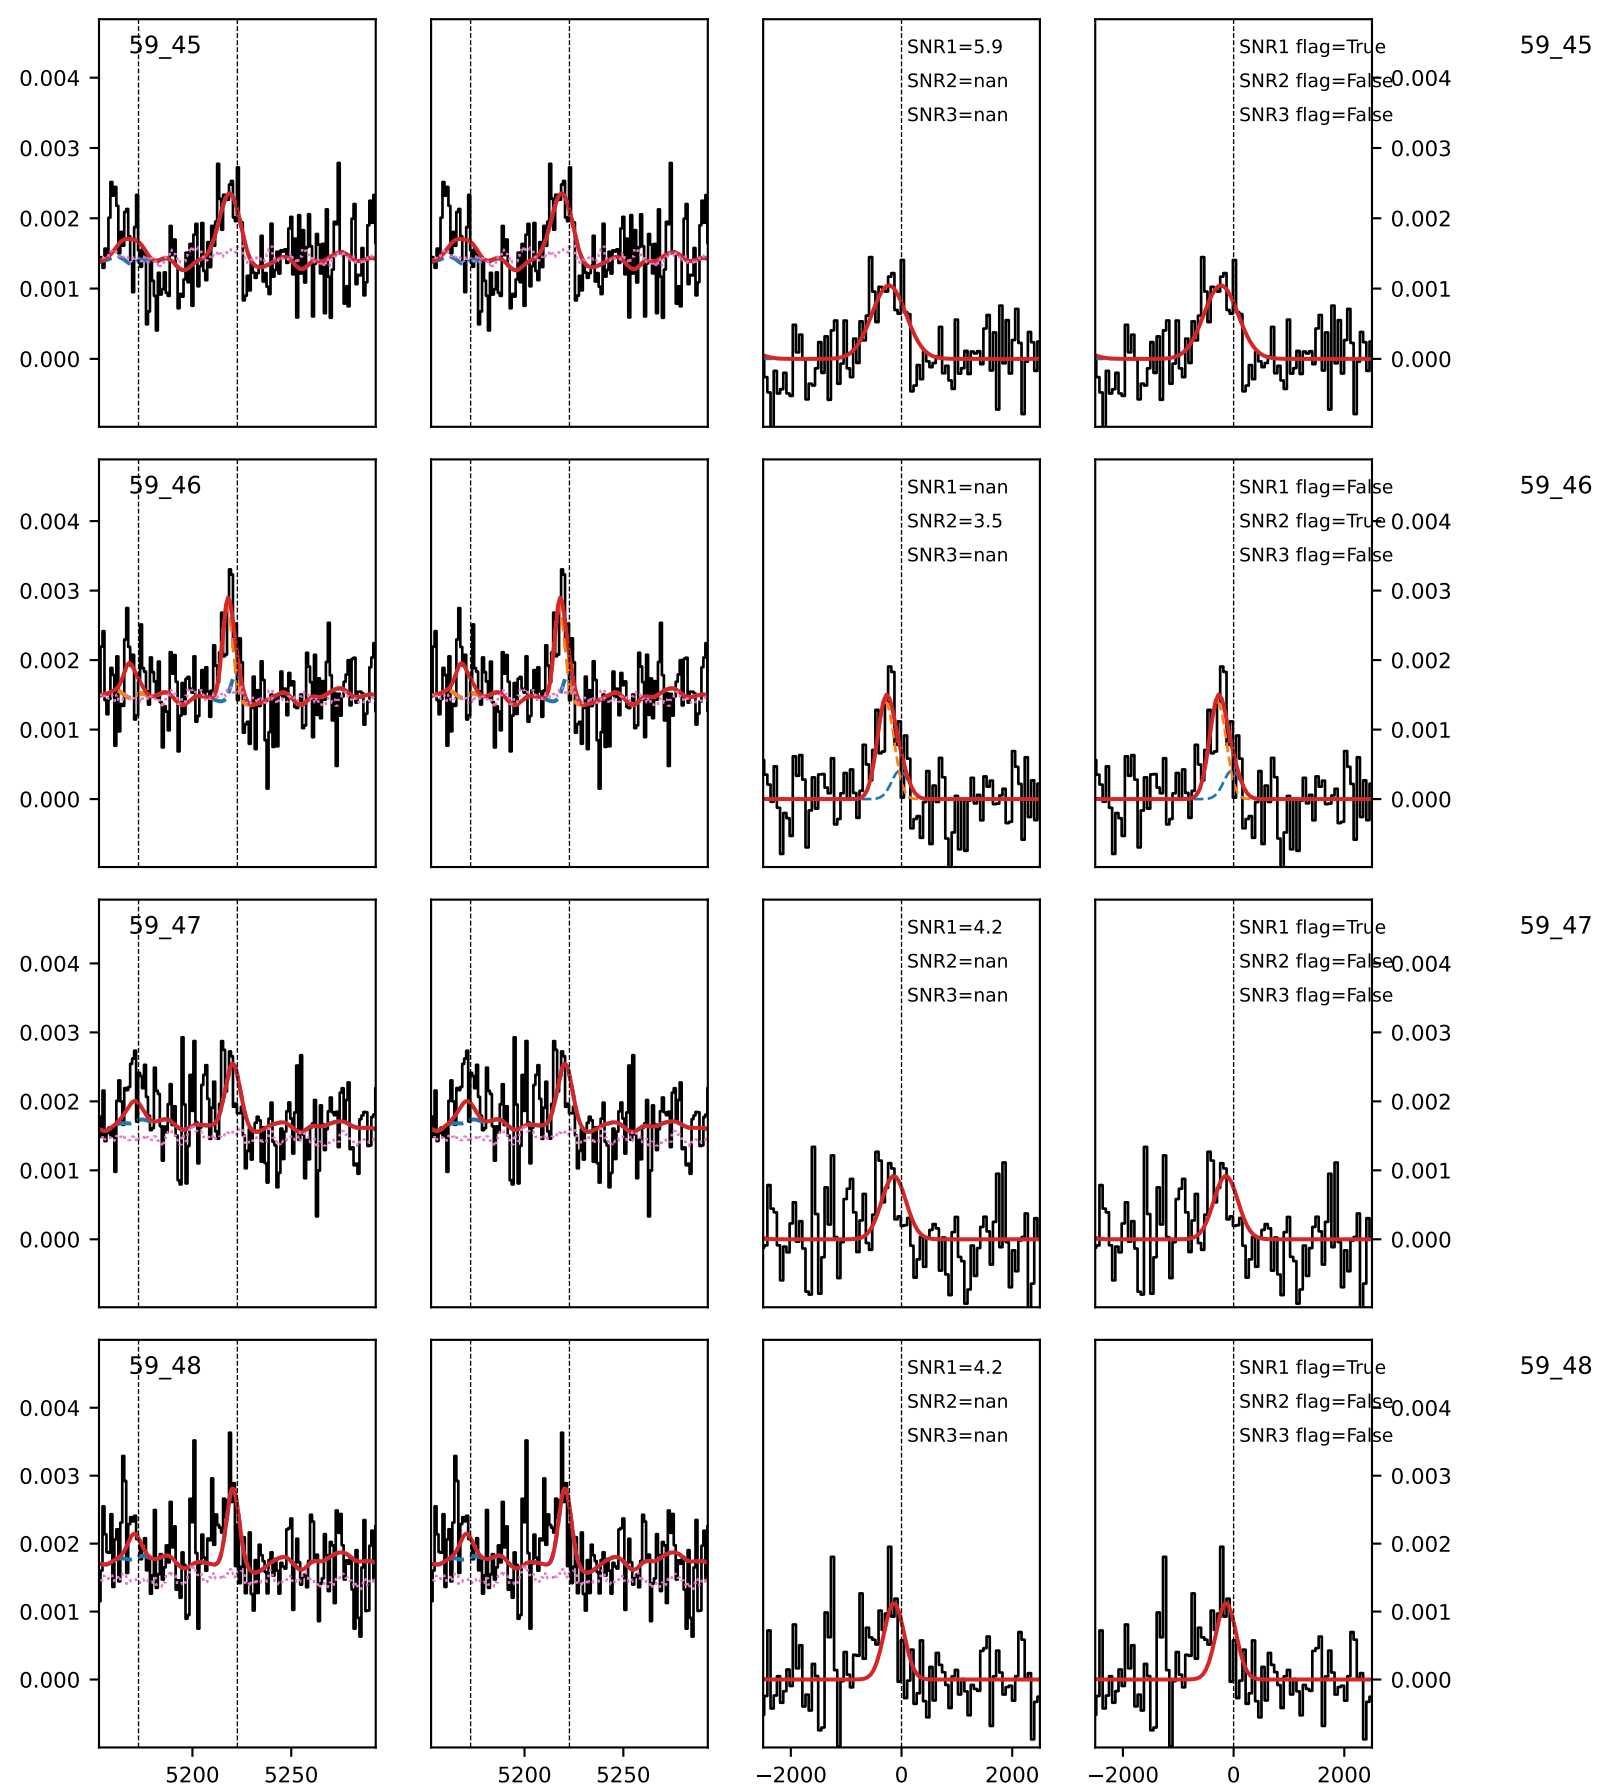 59_45
SNR1=5.9
SNR1 flag=True
59_45
SNR2=nan
SNR2 flag=False
SNR3=nan
SNR3 flag=False
0.004
0.004
0.003
0.003
0.002
0.002
0.001
0.001
0.000
0.000
59_46
SNR1=nan
SNR1 flag=False
59_46
SNR2=3.5
SNR2 flag=True
SNR3=nan
SNR3 flag=False
0.004
0.004
0.003
0.003
0.002
0.002
0.001
0.001
0.000
0.000
59_47
SNR1=4.2
SNR1 flag=True
59_47
SNR2=nan
SNR2 flag=False
SNR3=nan
SNR3 flag=False
0.004
0.004
0.003
0.003
0.002
0.002
0.001
0.001
0.000
0.000
59_48
SNR1=4.2
SNR1 flag=True
59_48
SNR2=nan
SNR2 flag=False
SNR3=nan
SNR3 flag=False
0.004
0.004
0.003
0.003
0.002
0.002
0.001
0.001
0.000
0.000
5200 5250
5200 5250
−2000 0 2000
−2000 0 2000